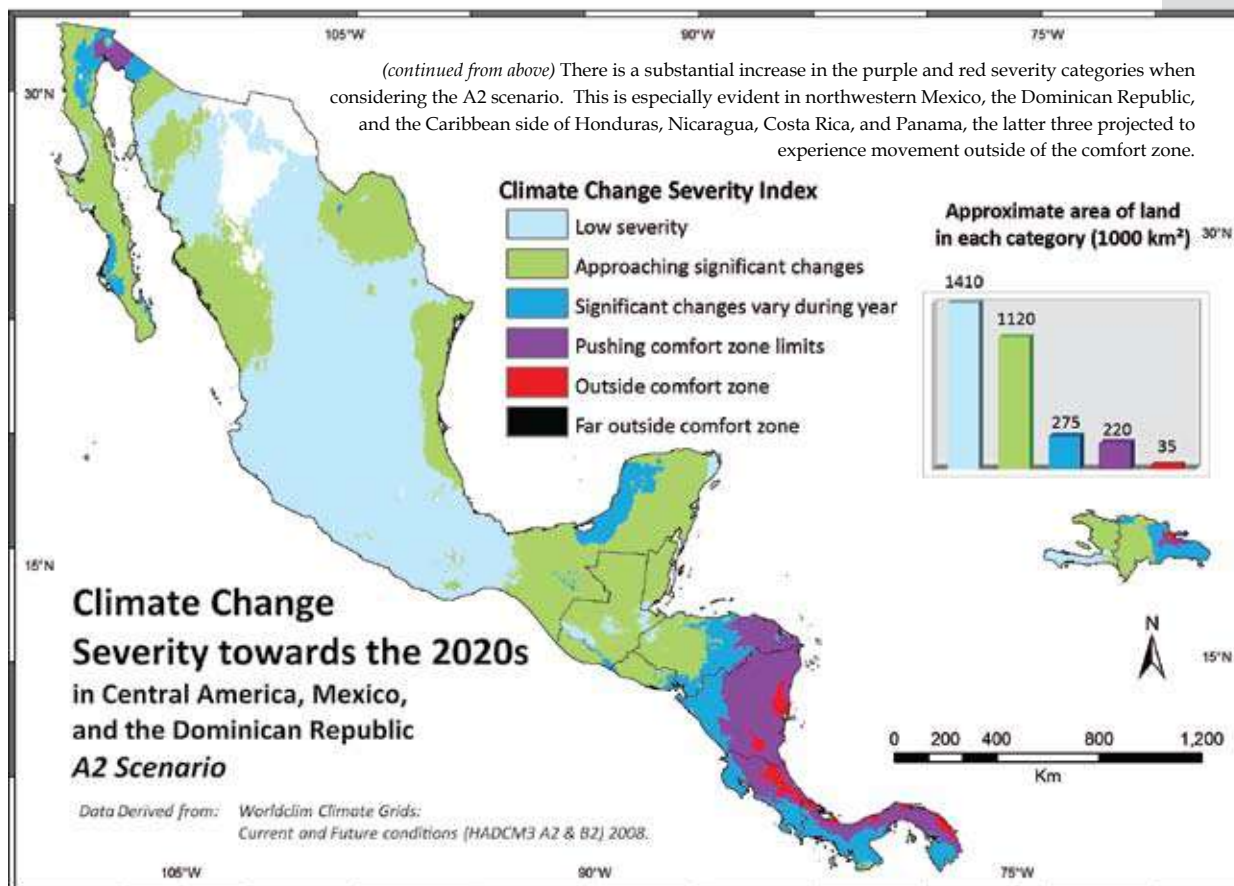 105°W 90°W 75°W
(continued from above) There is a substantial increase in the purple and red severity categories when
considering the A2 scenario. This is especially evident in northwestern Mexico, the Dominican Republic,
and the Caribbean side of Honduras, Nicaragua, Costa Rica, and Panama, the latter three projected to
experience movement outside of the comfort zone.
30°N
Climate Change Severity Index
Low severity
Approaching significant changes
Significant changes vary during year
Pushing comfort zone limits
Outside comfort zone
Far outside comfort zone
Approximate area of land
in each category (1000 km²)
30°N
1410
1120
275
220
35
15°N
Climate Change
Severity towards the 2020s
in Central America, Mexico,
and the Dominican Republic
A2 Scenario
Data Derived from: Worldclim Climate Grids:
Current and Future conditions (HADCM3 A2 & B2) 2008.
N
15°N
0 200 400 800 1,200
Km
105°W 90°W 75°W